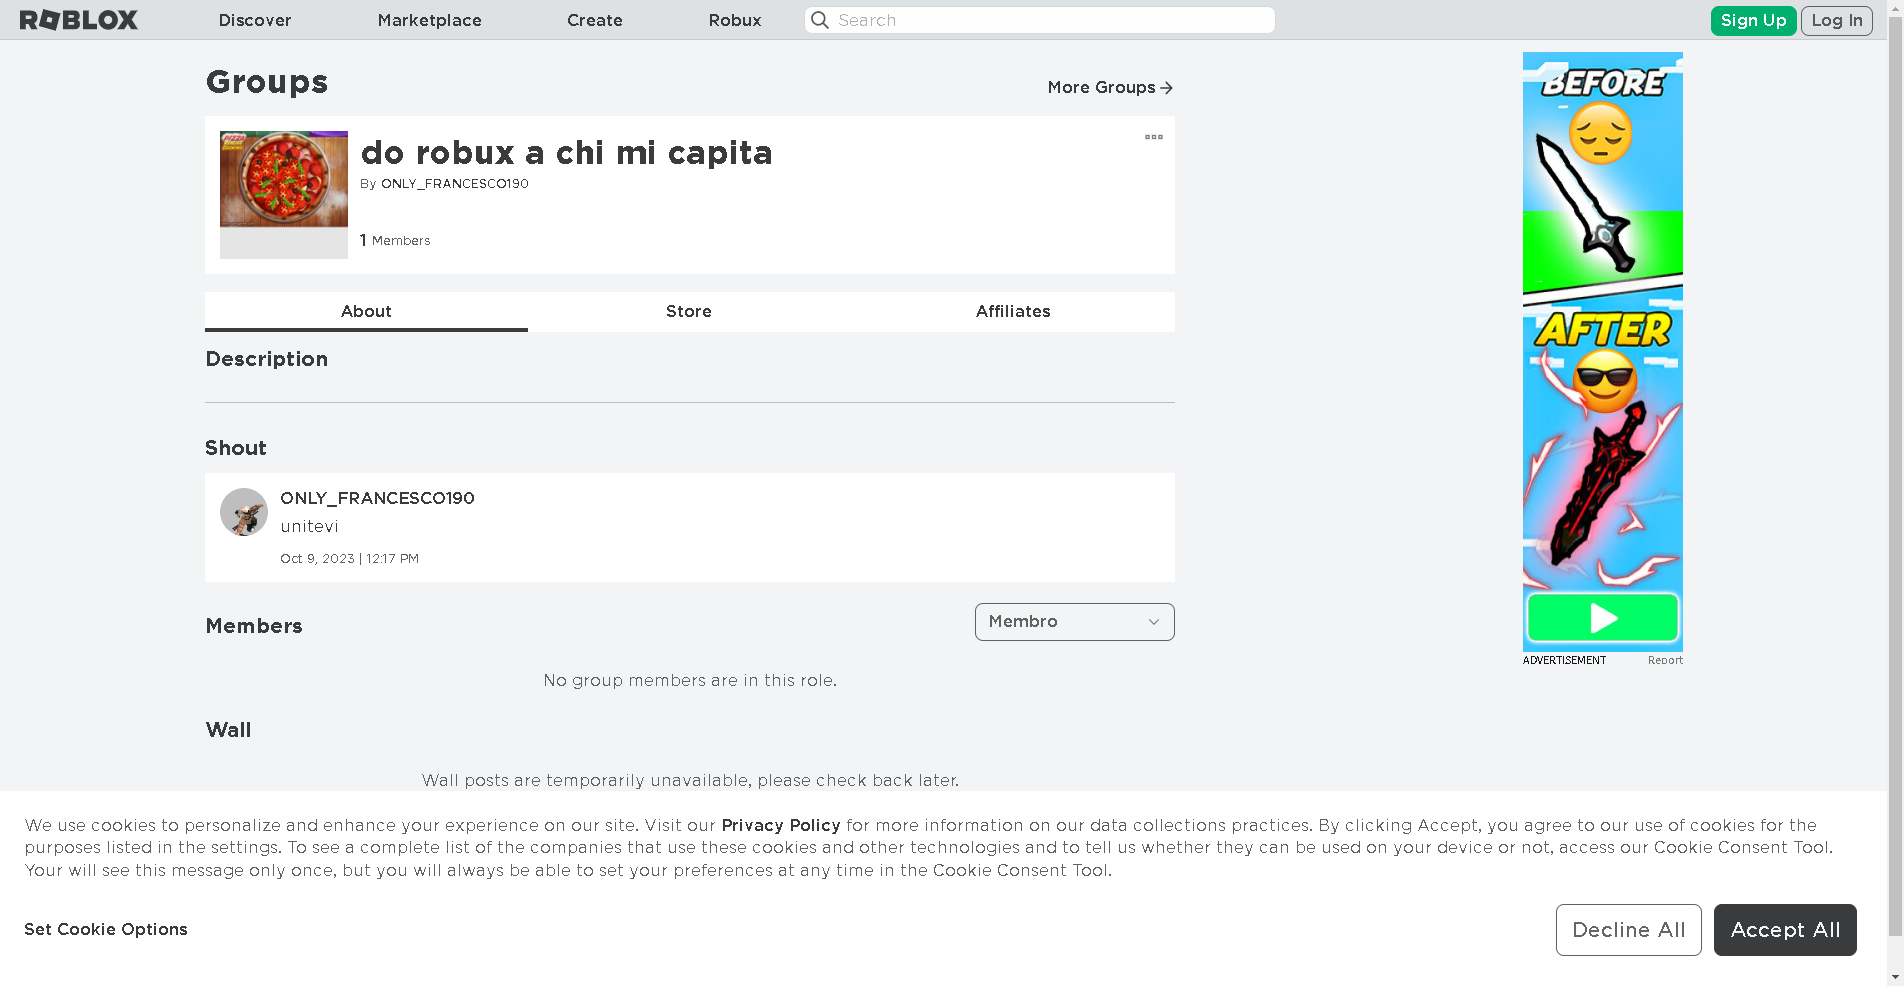 ROBLOX
Discover
Marketplace
Create
Robux
Search
Sign Up
Log In
Groups
More Groups
do robux a chi mi capita
By ONLY_FRANCESCO190
1 Members
About
Store
Affiliates
Description
Shout
ONLY_FRANCESCO190
unitevi
Oct 9, 2023 | 12:17 PM
Members
Membro
No group members are in this role.
Wall
Wall posts are temporarily unavailable, please check back later.
BEFORE
AFTER
ADVERTISEMENT
Report
We use cookies to personalize and enhance your experience on our site. Visit our Privacy Policy for more information on our data collections practices. By clicking Accept, you agree to our use of cookies for the
purposes listed in the settings. To see a complete list of the companies that use these cookies and other technologies and to tell us whether they can be used on your device or not, access our Cookie Consent Tool.
Your will see this message only once, but you will always be able to set your preferences at any time in the Cookie Consent Tool.
Set Cookie Options
Decline All
Accept All